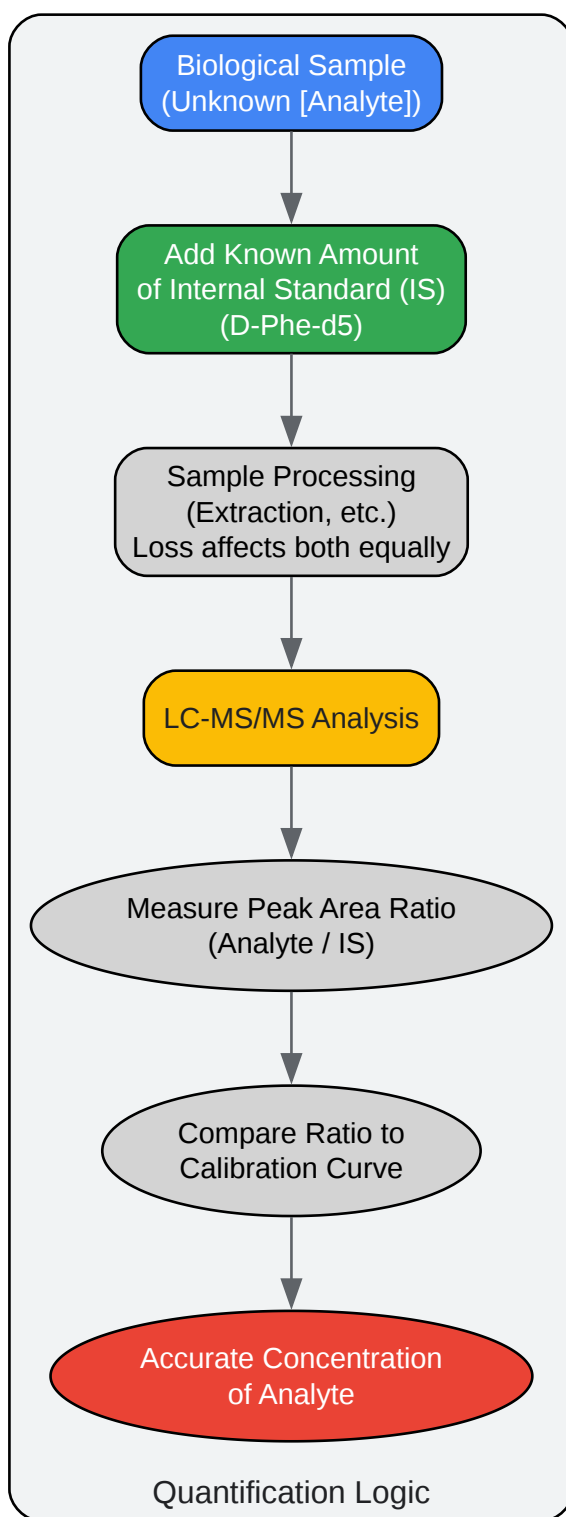 Biological Sample
(Unknown [Analyte])
Add Known Amount
of Internal Standard (IS)
(D-Phe-d5)
Sample Processing
(Extraction, etc.)
Loss affects both equally
LC-MS/MS Analysis
Measure Peak Area Ratio
(Analyte / IS)
Compare Ratio to
Calibration Curve
Accurate Concentration
of Analyte
Quantification Logic